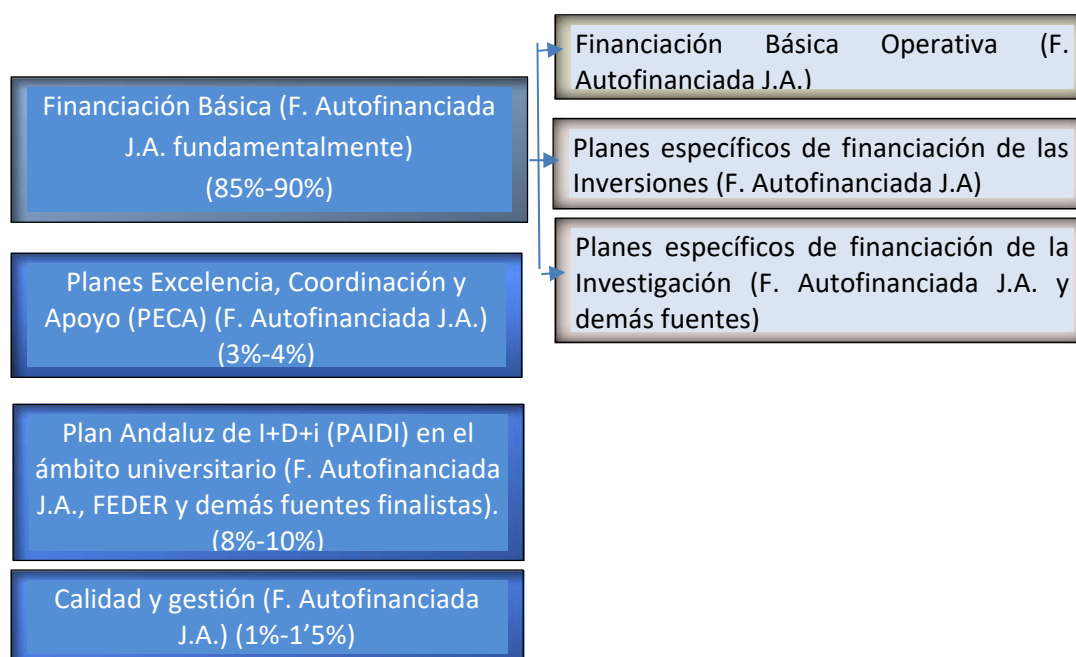 Financiación Básica (F. Autofinanciada
J.A. fundamentalmente)
(85%-90%)
Financiación Básica Operativa (F.
Autofinanciada J.A.)
Planes específicos de financiación de las
Inversiones (F. Autofinanciada J.A)
Planes específicos de financiación de la
Investigación (F. Autofinanciada J.A. y
demás fuentes)
Planes Excelencia, Coordinación y
Apoyo (PECA) (F. Autofinanciada J.A.)
(3%-4%)
Plan Andaluz de I+D+i (PAIDI) en el
ámbito universitario (F. Autofinanciada
J.A., FEDER y demás fuentes finalistas).
(8%-10%)
Calidad y gestión (F. Autofinanciada
J.A.) (1%-1’5%)